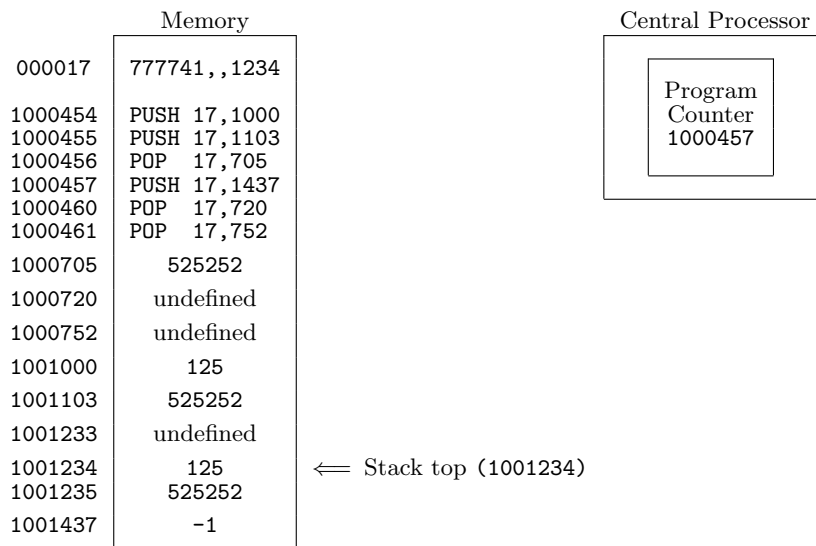 Memory Central Processor
000017 777741,,1234
Program
1000454 PUSH 17,1000
Counter
1000455 PUSH 17,1103
1000457
1000456 POP 17,705
1000457 PUSH 17,1437
1000460 POP 17,720
1000461 POP 17,752
1000705 525252
1000720 undefined
1000752 undefined
1001000 125
1001103 525252
1001233 undefined
1001234 125 ⟸ Stack top (1001234)
1001235 525252
1001437 -1